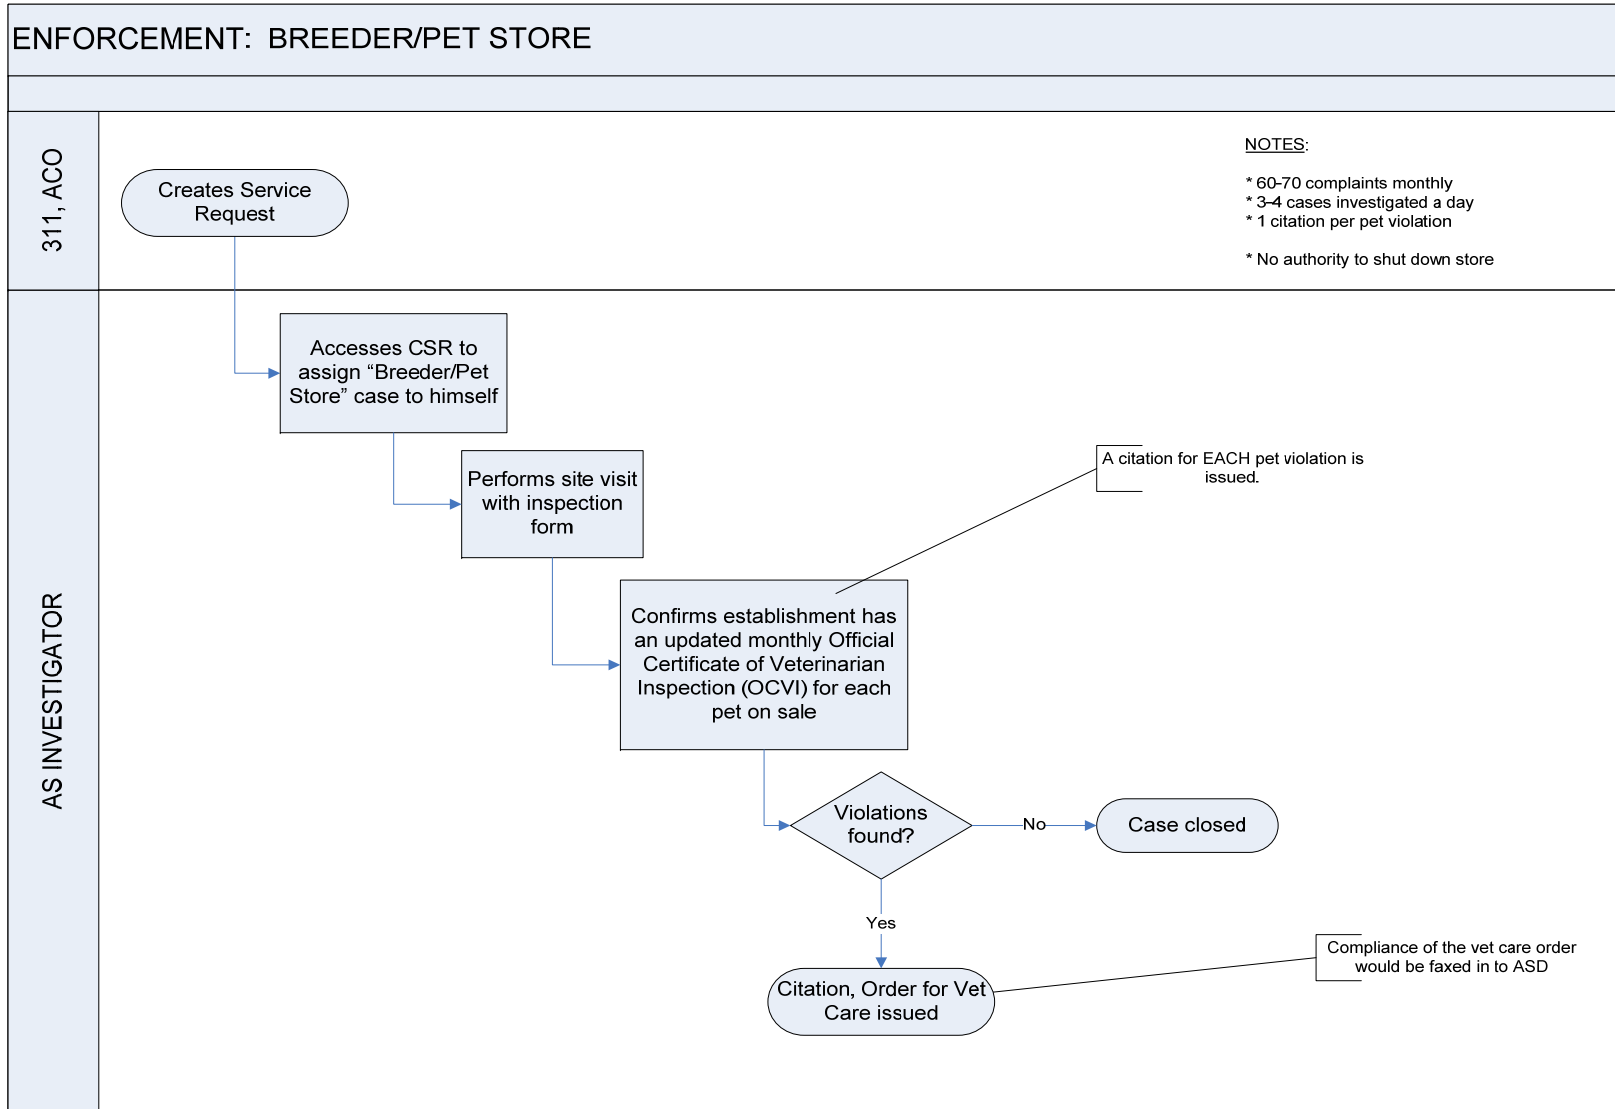 ENFORCEMENT:  BREEDER/PET STORE
311, ACO
Creates Service
Request
NOTES:
* 60-70 complaints monthly
* 3-4 cases investigated a day
* 1 citation per pet violation
* No authority to shut down store
AS INVESTIGATOR
Accesses CSR to
assign “Breeder/Pet
Store” case to himself
Performs site visit
with inspection
form
A citation for EACH pet violation is
issued.
Confirms establishment has
an updated monthly Official
Certificate of Veterinarian
Inspection (OCVI) for each
pet on sale
Violations
found?
No
Case closed
Yes
Citation, Order for Vet
Care issued
Compliance of the vet care order
would be faxed in to ASD